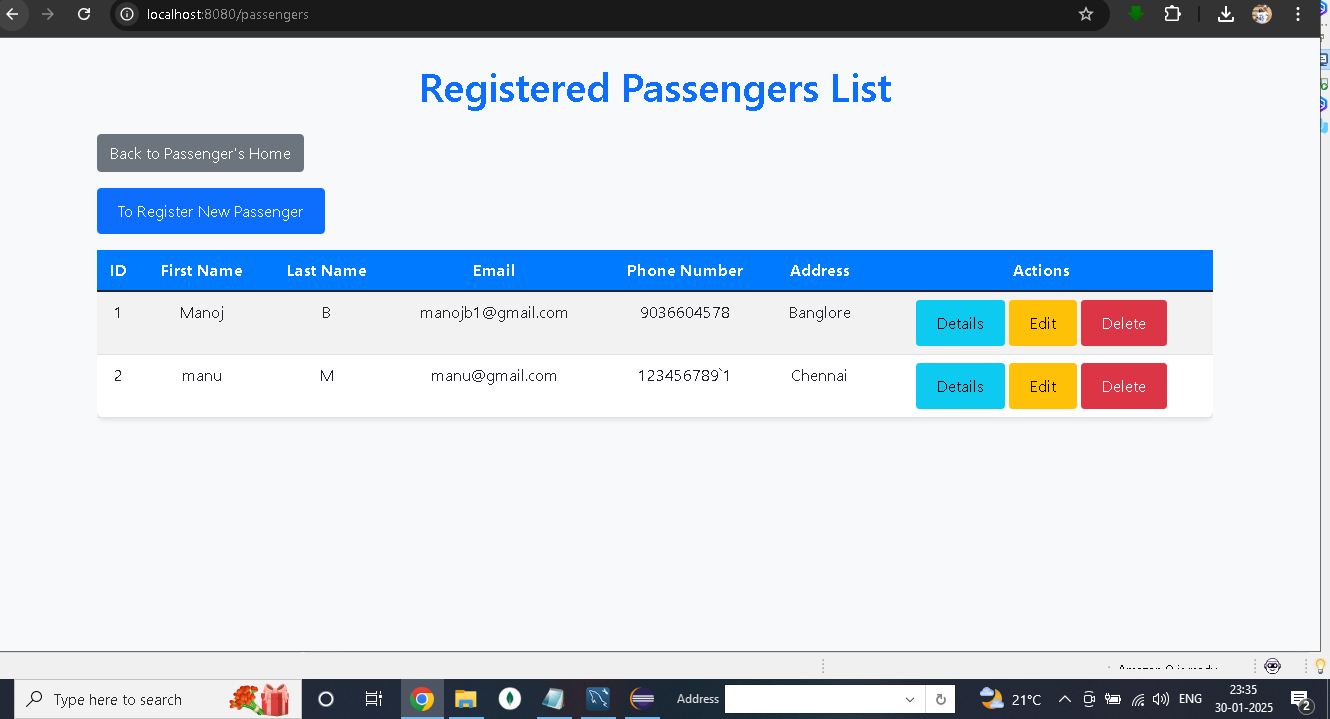 localhost:8080/passengers
Registered Passengers List
Back to Passenger's Home
To Register New Passenger
ID First Name Last Name Email Phone Number Address Actions
1 Manoj B manojb1@gmail.com 9036604578 Banglore Details Edit Delete
2 manu M manu@gmail.com 123456789`1 Chennai Details Edit Delete
Type here to search Address 21°C ENG 23:35
30-01-2025 2